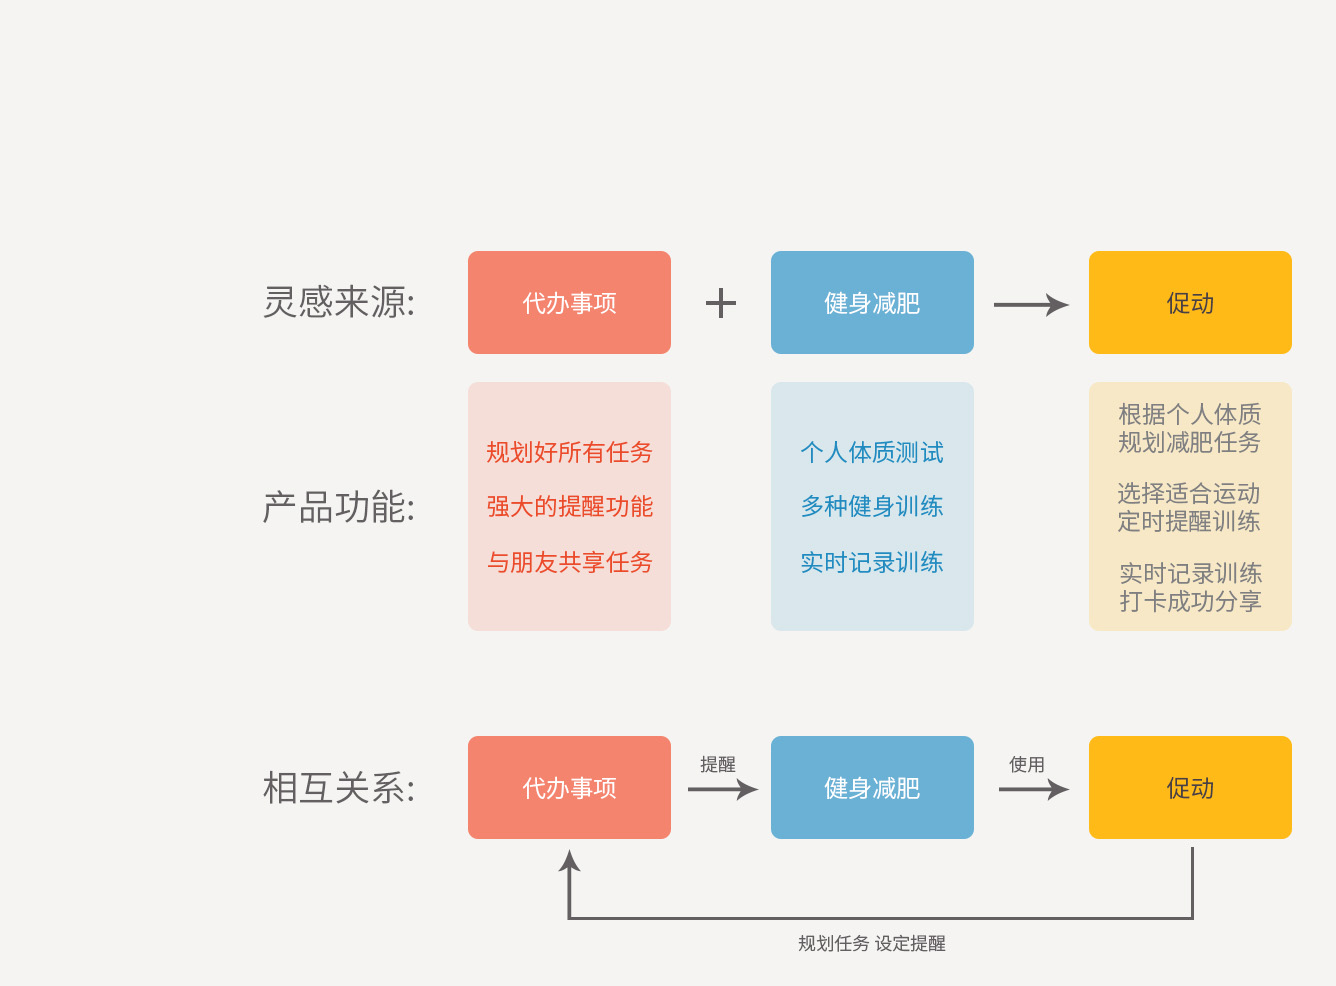 灵感来源:
代办事项
健身减肥
促动
产品功能:
规划好所有任务
强大的提醒功能
与朋友共享任务
个人体质测试
多种健身训练
实时记录训练
根据个人体质
规划减肥任务
选择适合运动
定时提醒训练
实时记录训练
打卡成功分享
相互关系:
代办事项
提醒
健身减肥
使用
促动
规划任务 设定提醒